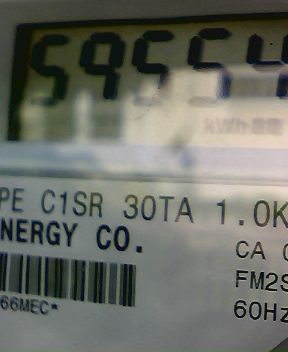 59554
kWh
PE C1SR 30TA 1.0K
NERGY CO.
CA
FM2S
60Hz
66MEC*